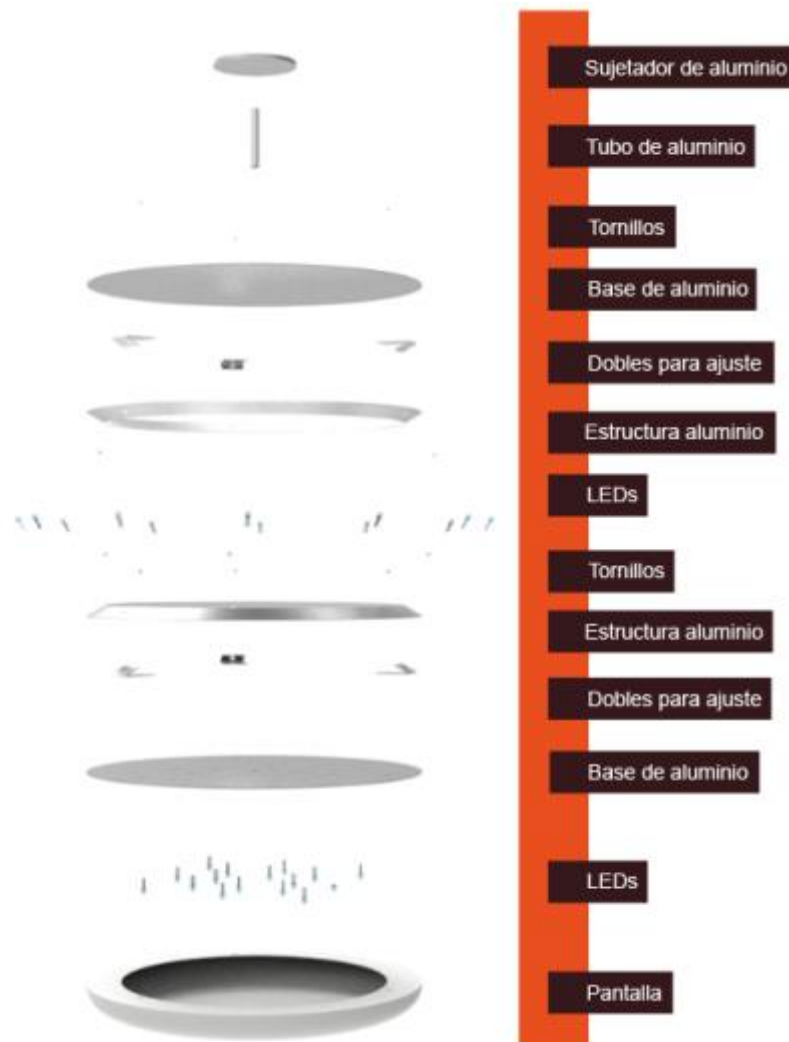 Sujetador de aluminio
Tubo de aluminio
Tornillos
Base de aluminio
Dobles para ajuste
Estructura aluminio
LEDs
Tornillos
Estructura aluminio
Dobles para ajuste
Base de aluminio
LEDs
Pantalla